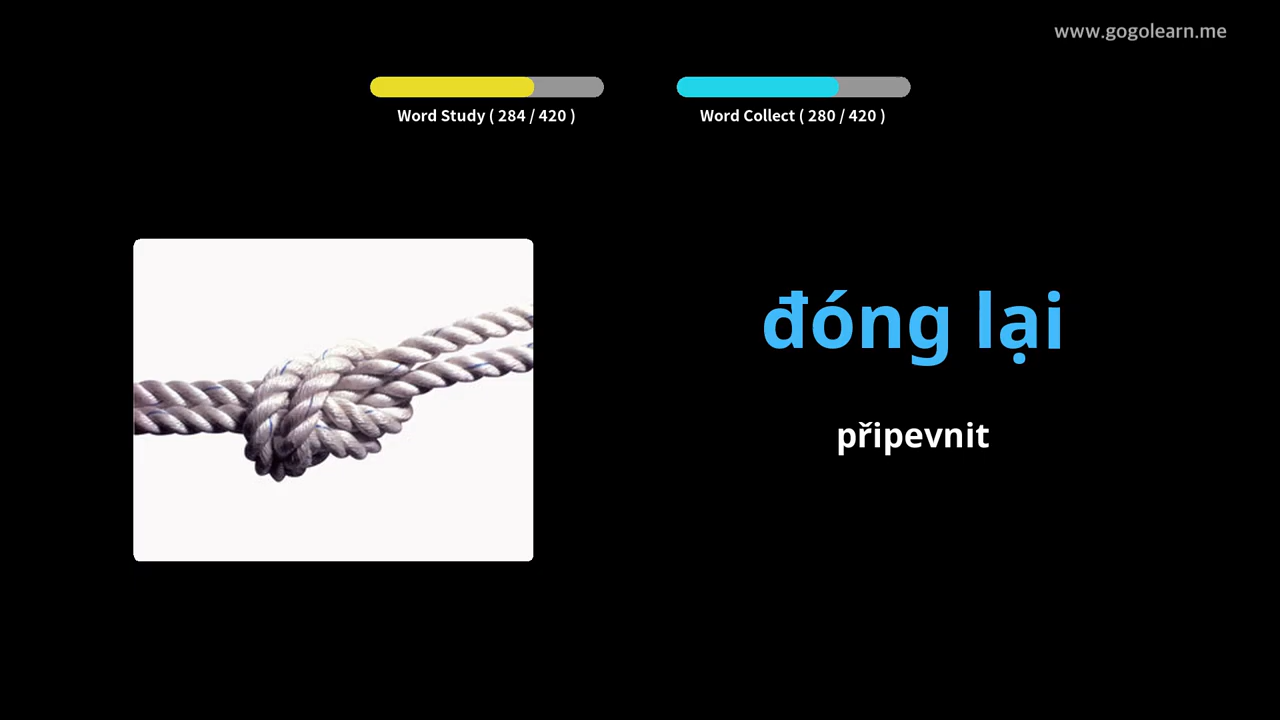 www.gogolearn.me
Word Study ( 284 / 420 )
Word Collect ( 280 / 420 )
đóng lại
připevnit